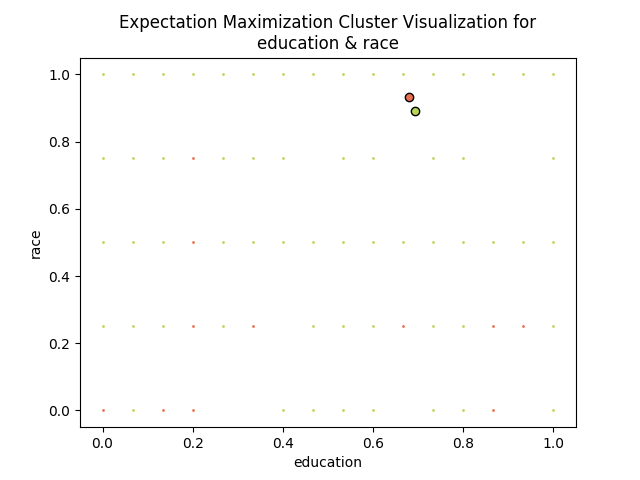 Expectation Maximization Cluster Visualization for
education & race
1.0
0.8
0.6
0.4
0.2
0.0
race
0.0 0.2 0.4 0.6 0.8 1.0
education